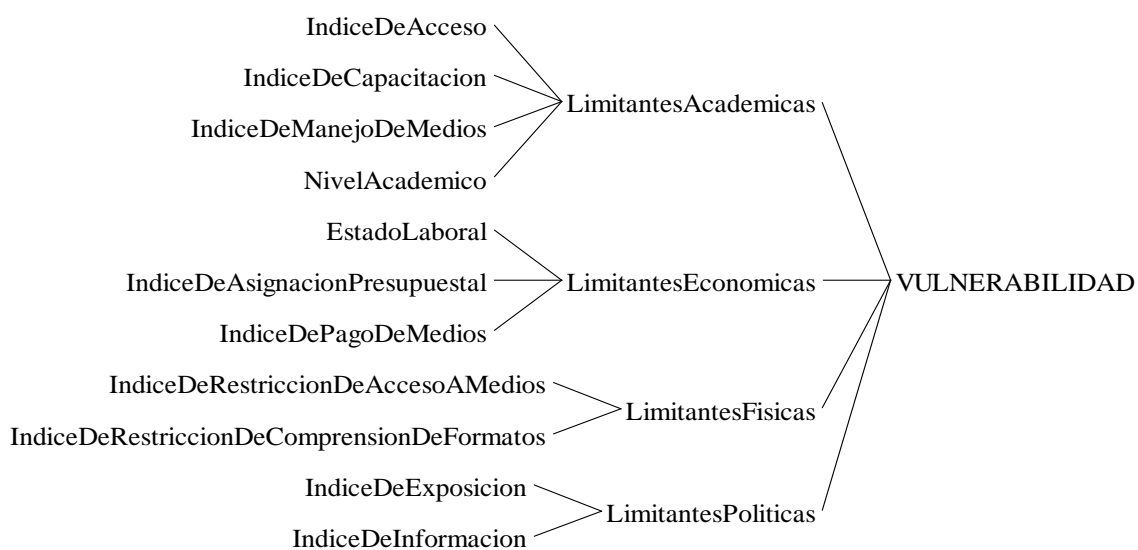 IndiceDeAcceso
IndiceDeCapacitacion
IndiceDeManejoDeMedios
NivelAcademico
LimitantesAcademicas
EstadoLaboral
IndiceDeAsignacionPresupuestal
IndiceDePagoDeMedios
LimitantesEconomicas
IndiceDeRestriccionDeAccesoAMedios
IndiceDeRestriccionDeComprensionDeFormatos
LimitantesFisicas
IndiceDeExposicion
IndiceDeInformacion
LimitantesPoliticas
VULNERABILIDAD